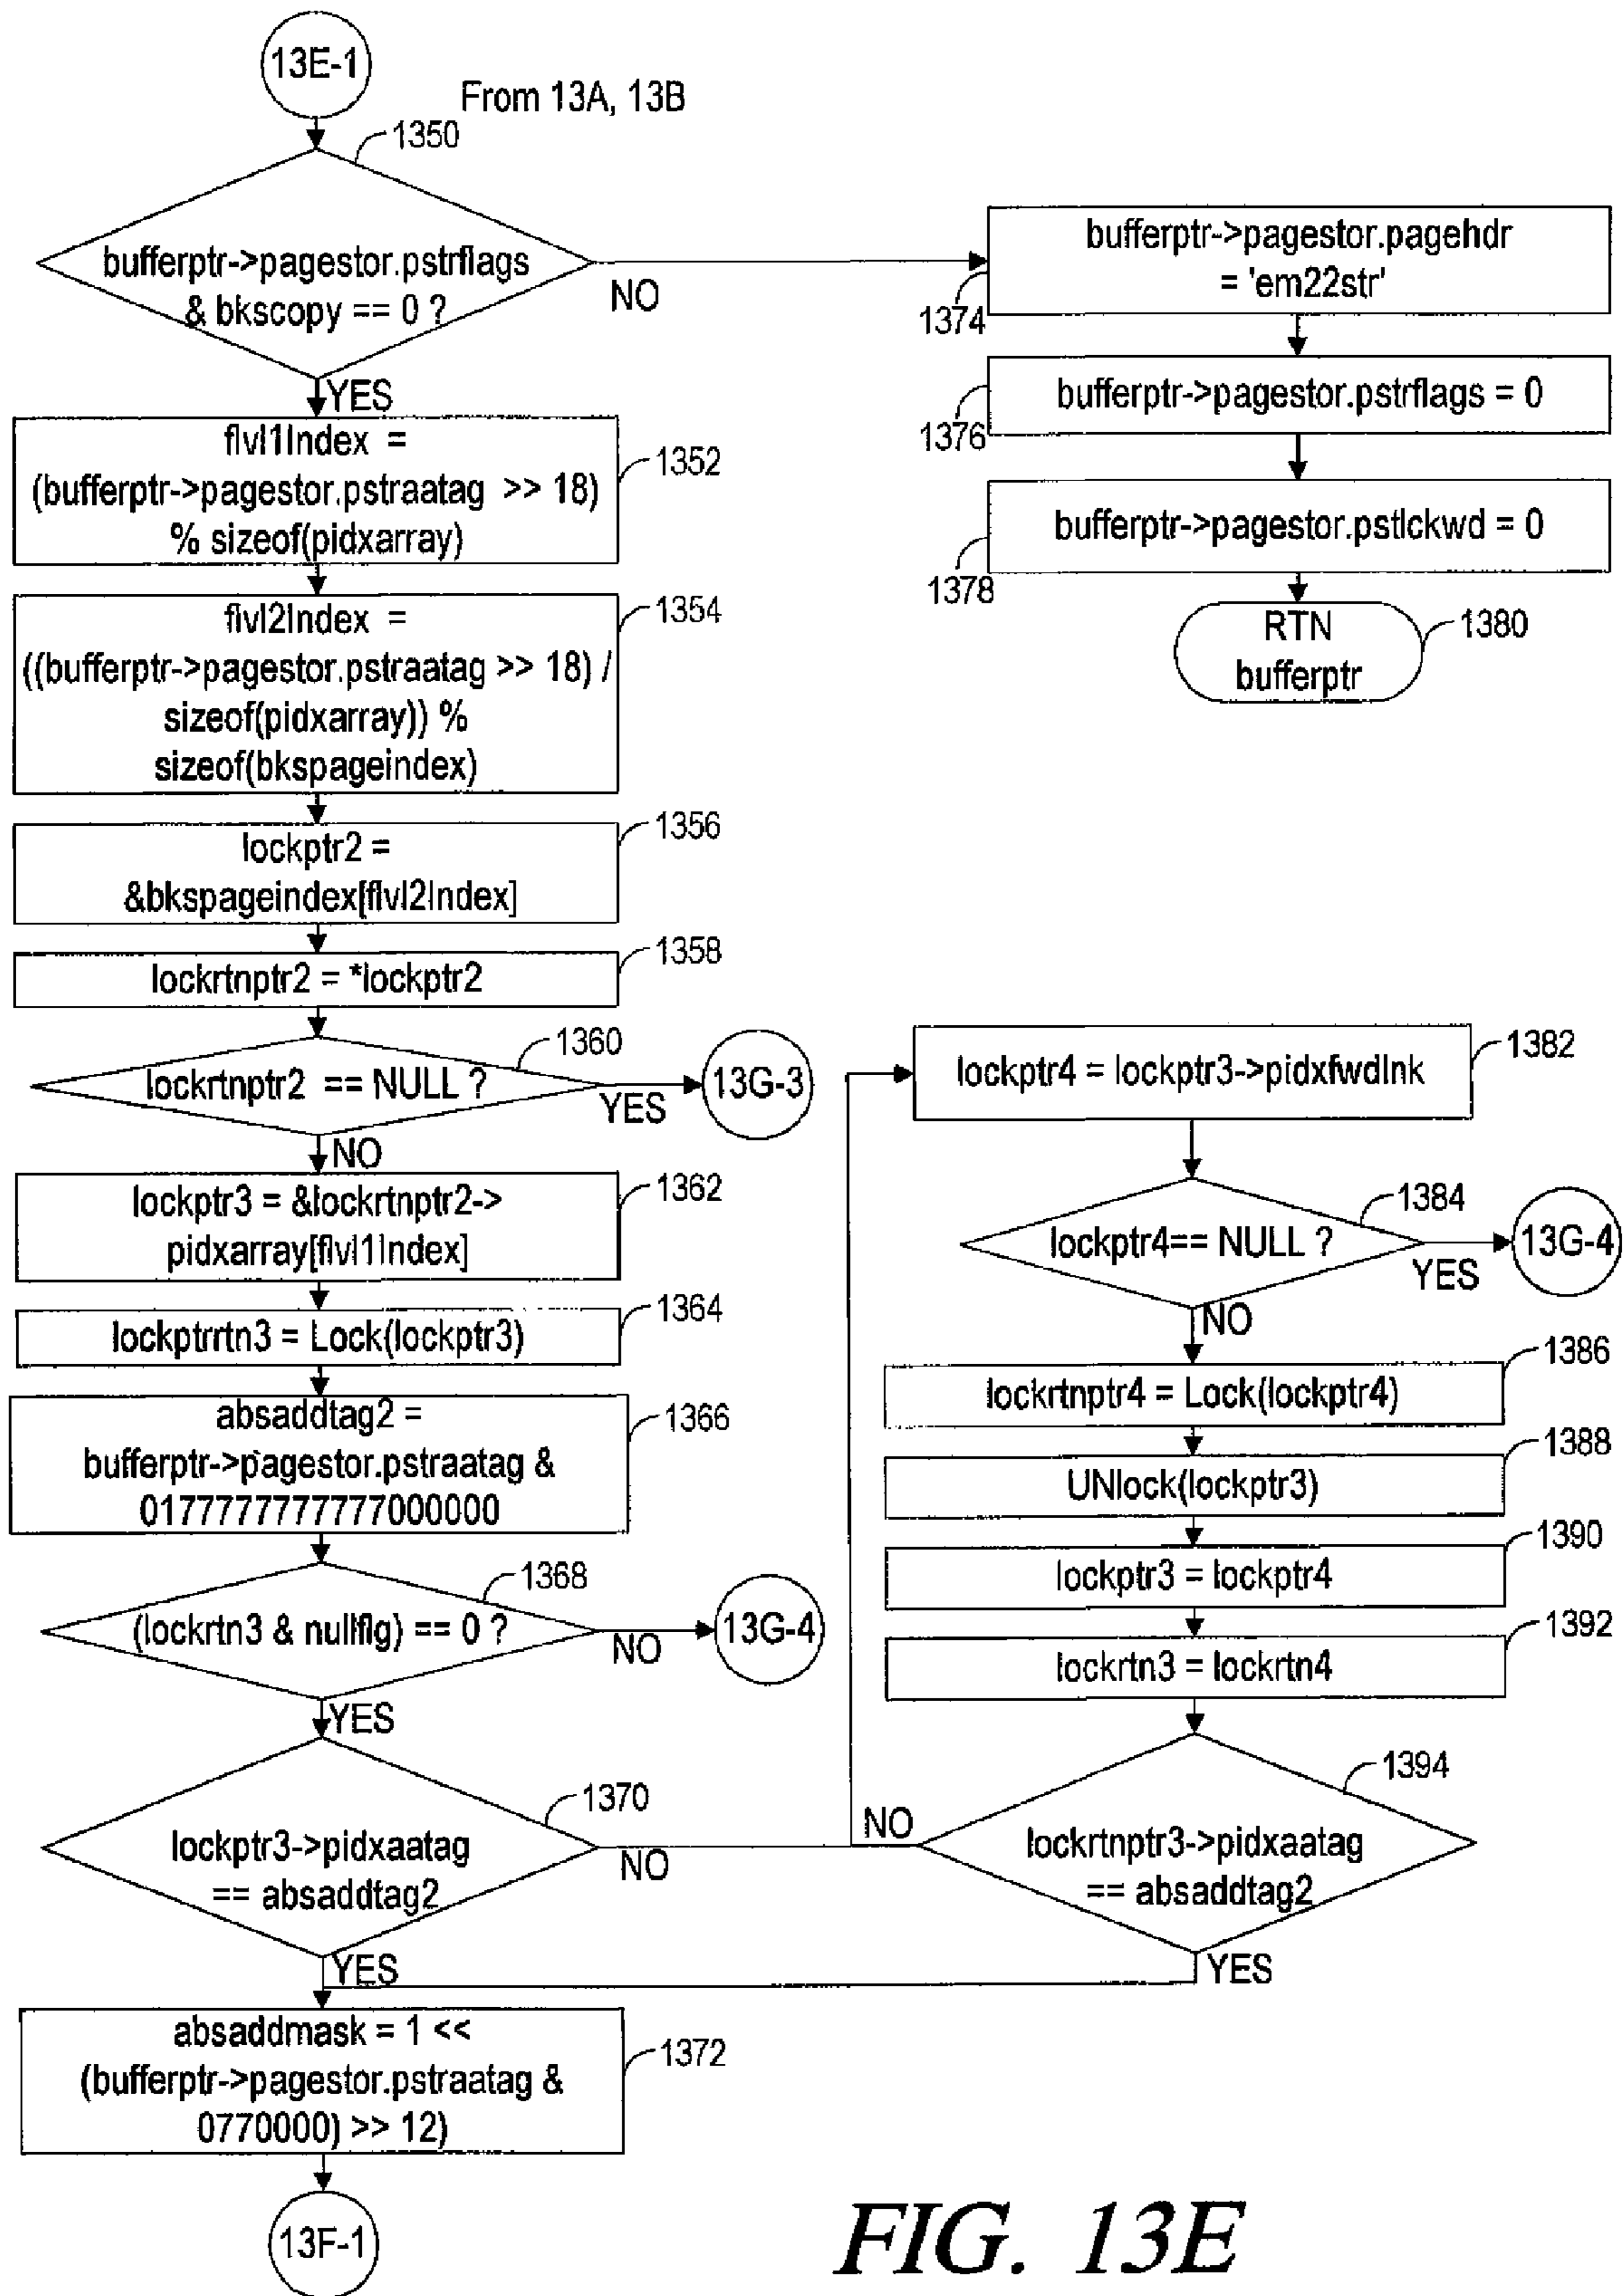 13E-1
From 13A, 13B
1350
bufferptr->pagestor.pstrflags
& bkscopy == 0 ?
NO
YES
flvl1Index =
(bufferptr->pagestor.pstraatag >> 18)
% sizeof(pidxarray)
1352
flvl2Index =
((bufferptr->pagestor.pstraatag >> 18) /
sizeof(pidxarray)) %
sizeof(bkspageindex)
1354
lockptr2 =
&bkspageindex[flvl2Index]
1356
lockrtnptr2 = *lockptr2
1358
1360
lockrtnptr2 == NULL ?
YES
13G-3
NO
lockptr3 = &lockrtnptr2->
pidxarray[flvl1Index]
1362
lockptrrtn3 = Lock(lockptr3)
1364
absaddtag2 =
bufferptr->pagestor.pstraatag &
0177777777777000000
1366
1368
(lockrtn3 & nullflg) == 0 ?
NO
13G-4
YES
1370
lockptr3->pidxaatag
== absaddtag2
NO
YES
absaddmask = 1 <<
(bufferptr->pagestor.pstraatag &
0770000) >> 12)
1372
13F-1
bufferptr->pagestor.pagehdr
= 'em22str'
1374
bufferptr->pagestor.pstrflags = 0
1376
bufferptr->pagestor.pstlckwd = 0
1378
RTN
bufferptr
1380
lockptr4 = lockptr3->pidxfwdlnk
1382
1384
lockptr4== NULL ?
YES
13G-4
NO
lockrtnptr4 = Lock(lockptr4)
1386
UNlock(lockptr3)
1388
lockptr3 = lockptr4
1390
lockrtn3 = lockrtn4
1392
1394
lockrtnptr3->pidxaatag
== absaddtag2
NO
YES
FIG. 13E